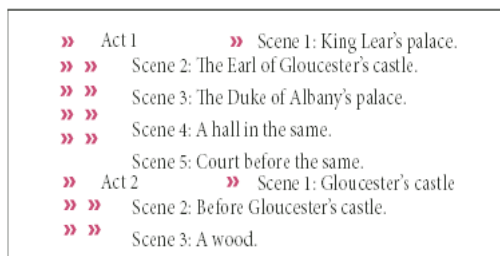 » Act 1 » Scene 1: King Lear's palace.
» » Scene 2: The Earl of Gloucester's castle.
» » Scene 3: The Duke of Albany's palace.
» » Scene 4: A hall in the same.
» » Scene 5: Court before the same.
» Act 2 » Scene 1: Gloucester's castle
» » Scene 2: Before Gloucester's castle.
» » Scene 3: A wood.